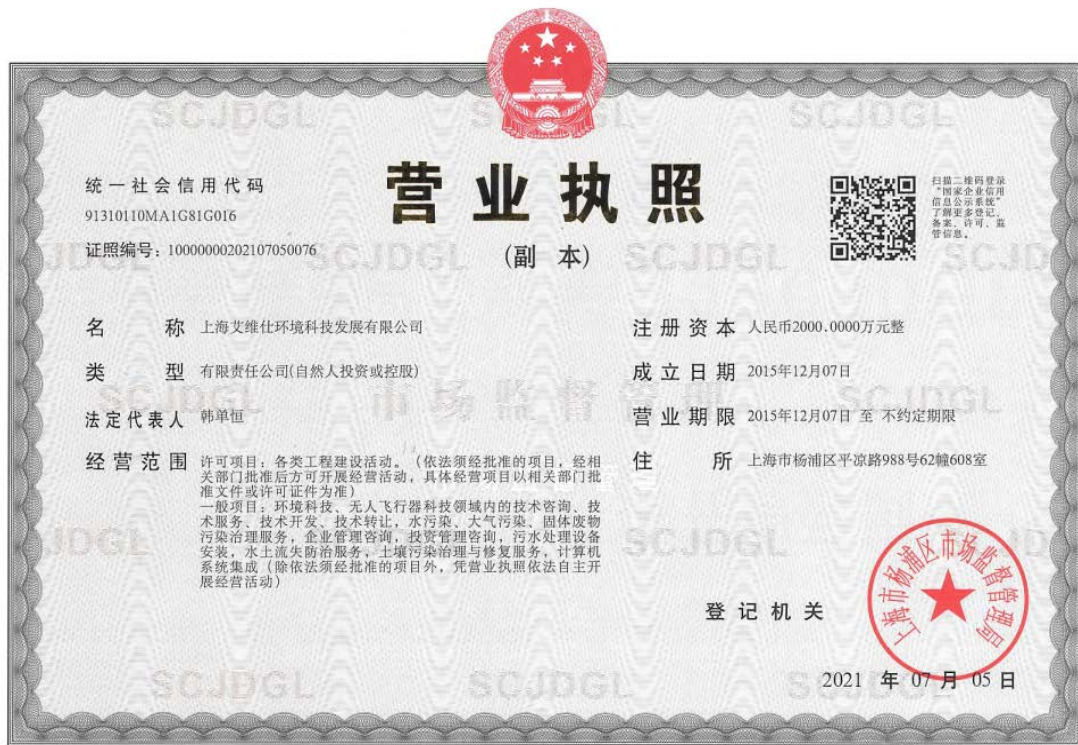 营业执照
(副 本)
统一社会信用代码
91310110MA1G81G016
证照编号：10000000202107050076
扫描二维码登录
“国家企业信用
信息公示系统”
了解更多登记、
备案、许可、监
管信息。
名 称 上海艾维仕环境科技发展有限公司
类 型 有限责任公司(自然人投资或控股)
法定代表人 韩单恒
经营范围 许可项目：各类工程建设活动。（依法须经批准的项目，经相
关部门批准后方可开展经营活动，具体经营项目以相关部门批
准文件或许可证件为准）
一般项目：环境科技、无人飞行器科技领域内的技术咨询、技
术服务、技术开发、技术转让，水污染、大气污染、固体废物
污染治理服务，企业管理咨询，投资管理咨询，污水处理设备
安装，水土流失防治服务，土壤污染治理与修复服务，计算机
系统集成（除依法须经批准的项目外，凭营业执照依法自主开
展经营活动）
注册资本 人民币2000.0000万元整
成立日期 2015年12月07日
营业期限 2015年12月07日 至 不约定期限
住 所 上海市杨浦区平凉路988号62幢608室
登记机关
上海市杨浦区市场监督管理局
2021 年 07 月 05 日
SCJDGL
市场监督管理